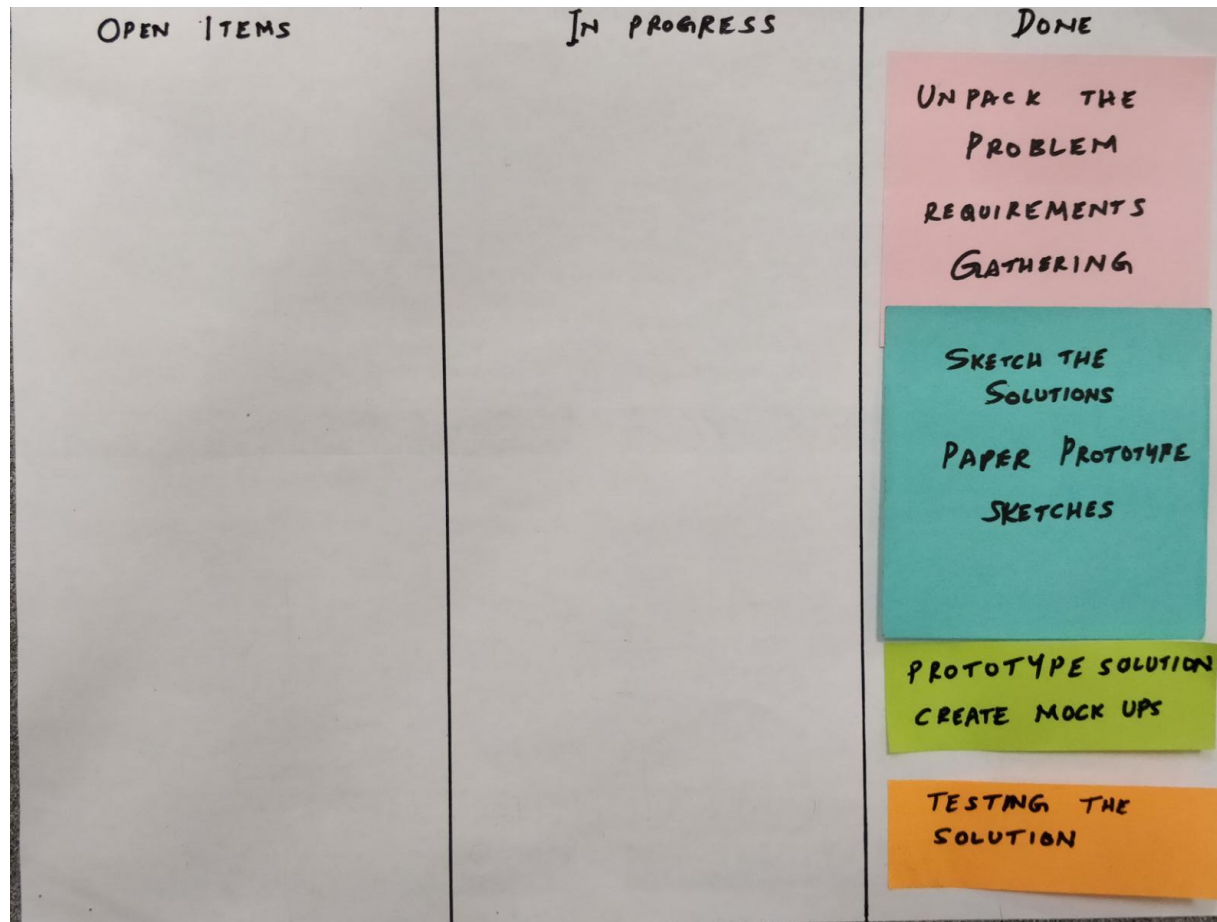 OPEN ITEMS
IN PROGRESS
DONE
UNPACK THE
PROBLEM
REQUIREMENTS
GATHERING
SKETCH THE
SOLUTIONS
PAPER PROTOTYPE
SKETCHES
PROTOTYPE SOLUTION
CREATE MOCK UPS
TESTING THE
SOLUTION